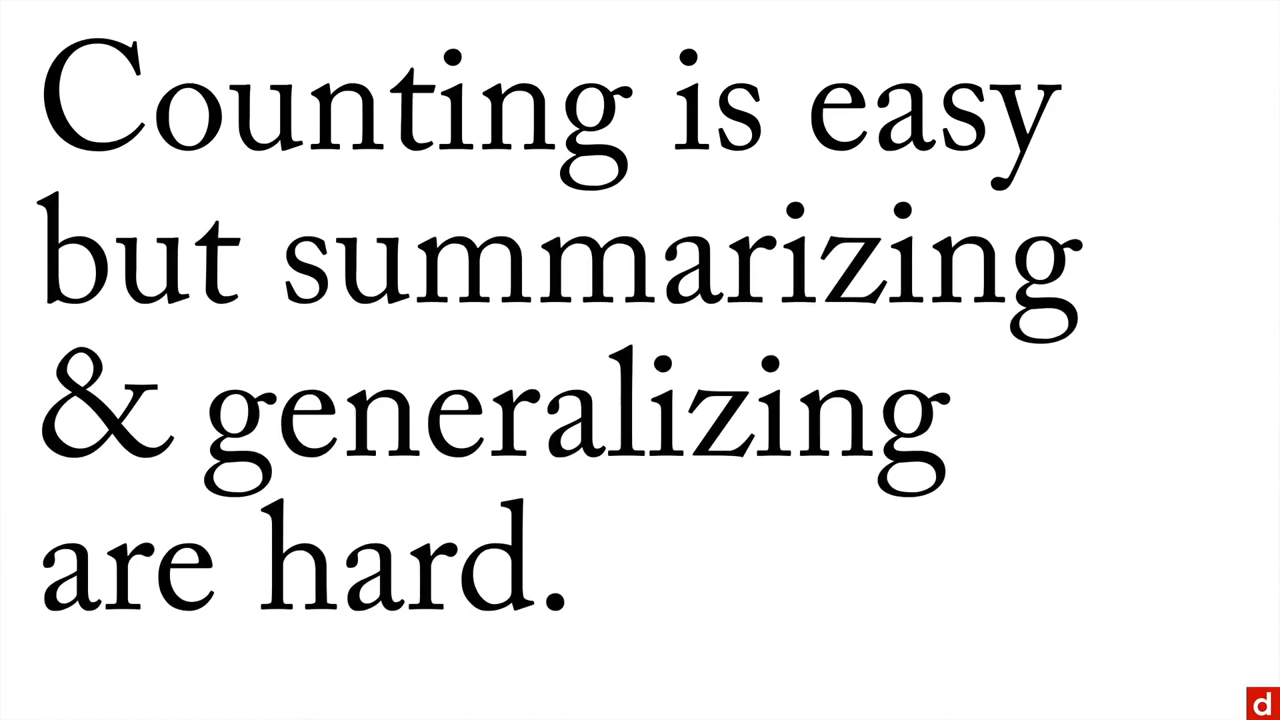 Counting is easy
but summarizing
& generalizing
are hard.
d